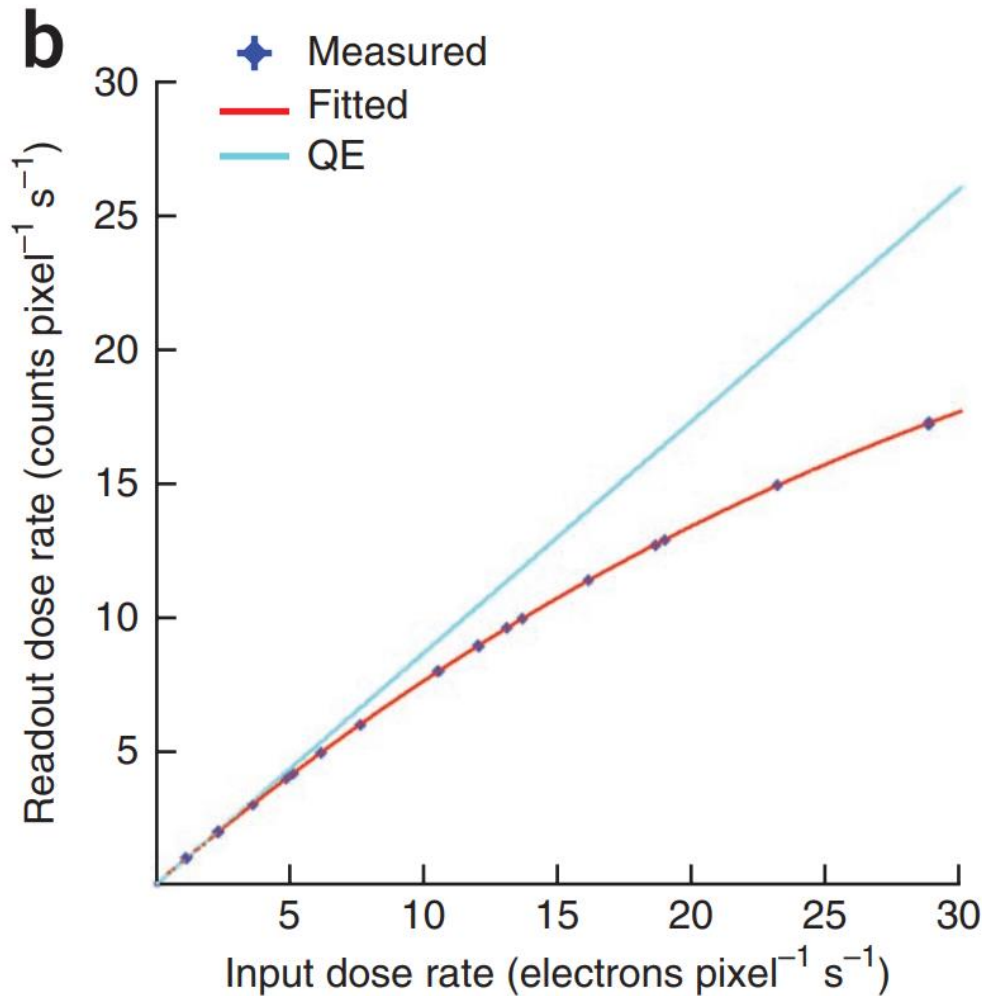 b
Measured
Fitted
QE
30
25
20
15
10
5
Readout dose rate (counts pixel⁻¹ s⁻¹)
5 10 15 20 25 30
Input dose rate (electrons pixel⁻¹ s⁻¹)